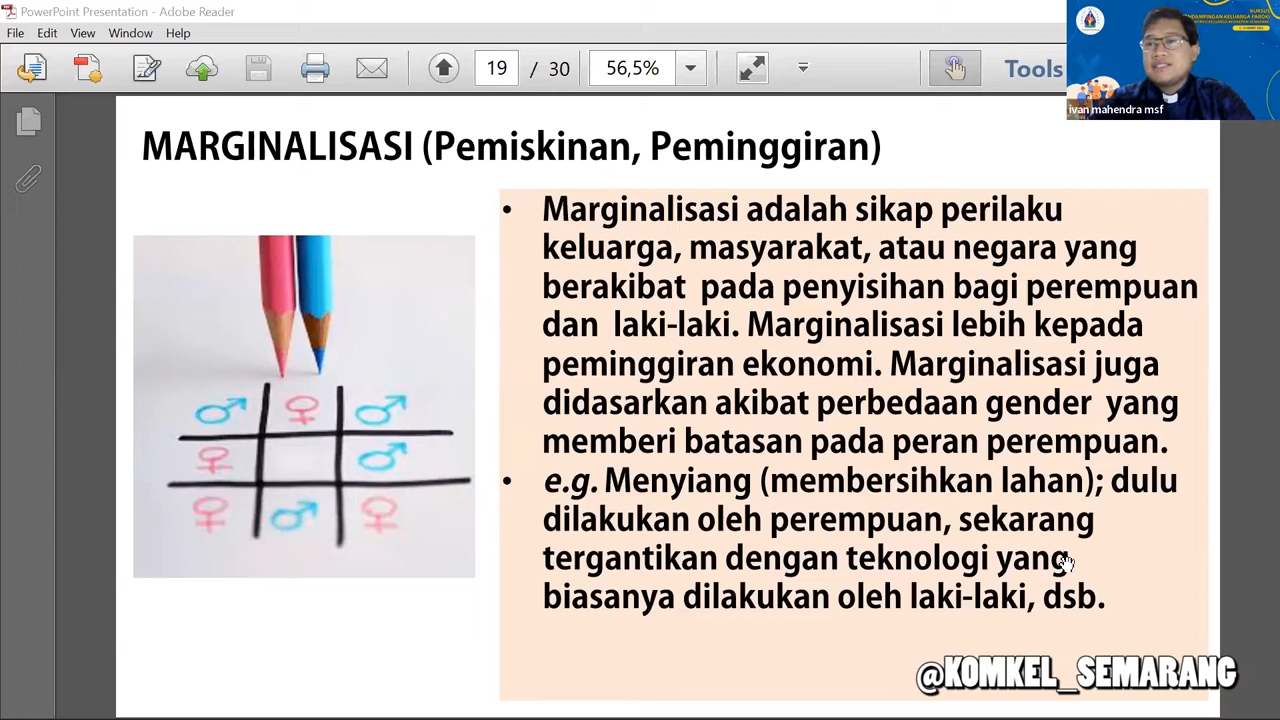 PowerPoint Presentation - Adobe Reader
File Edit View Window Help
19 / 30 56,5% Tools
KURSUS
ivan mahendra msf
MARGINALISASI (Pemiskinan, Peminggiran)
• Marginalisasi adalah sikap perilaku
keluarga, masyarakat, atau negara yang
berakibat pada penyisihan bagi perempuan
dan laki-laki. Marginalisasi lebih kepada
peminggiran ekonomi. Marginalisasi juga
didasarkan akibat perbedaan gender yang
memberi batasan pada peran perempuan.
• e.g. Menyiang (membersihkan lahan); dulu
dilakukan oleh perempuan, sekarang
tergantikan dengan teknologi yang
biasanya dilakukan oleh laki-laki, dsb.
@KOMKEL_SEMARANG